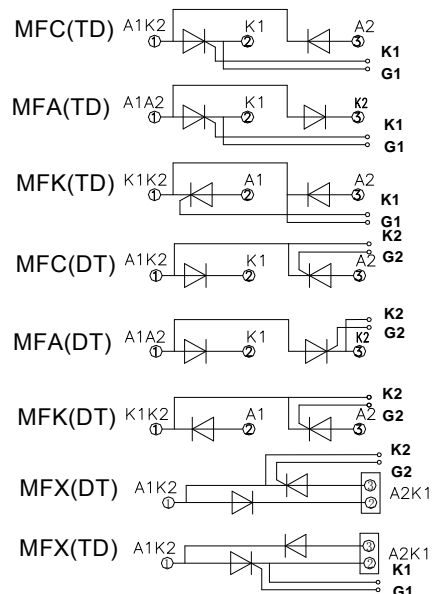 MFC(TD) A1K2 K1 A2
1 2 3
K1
G1
MFA(TD) A1A2 K1 K2
1 2 3
K1
G1
MFK(TD) K1K2 A1 A2
1 2 3
K1
G1
K2
MFC(DT) A1K2 K1 A2
G2
1 2 3
K2
MFA(DT) A1A2 K1 K2
G2
1 2 3
K2
MFK(DT) K1K2 A1 A2
G2
1 2 3
K2
G2
MFX(DT) A1K2 3 A2K1
1 2
MFX(TD) A1K2 3 A2K1
1 2
K1
G1